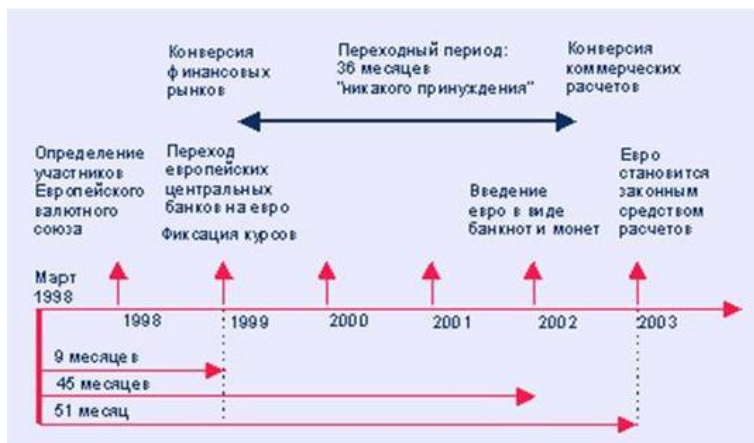 Конверсия
финансовых
рынков
Переходный период:
36 месяцев
"никакого принуждения"
Конверсия
коммерческих
расчетов
Определение
участников
Европейского
валютного
союза
Переход
европейских
центральных
банков на евро
Фиксация курсов
Введение
евро в виде
банкнот и монет
Евро
становится
законным
средством
расчетов
Март
1998
1998
1999
2000
2001
2002
2003
9 месяцев
45 месяцев
51 месяц